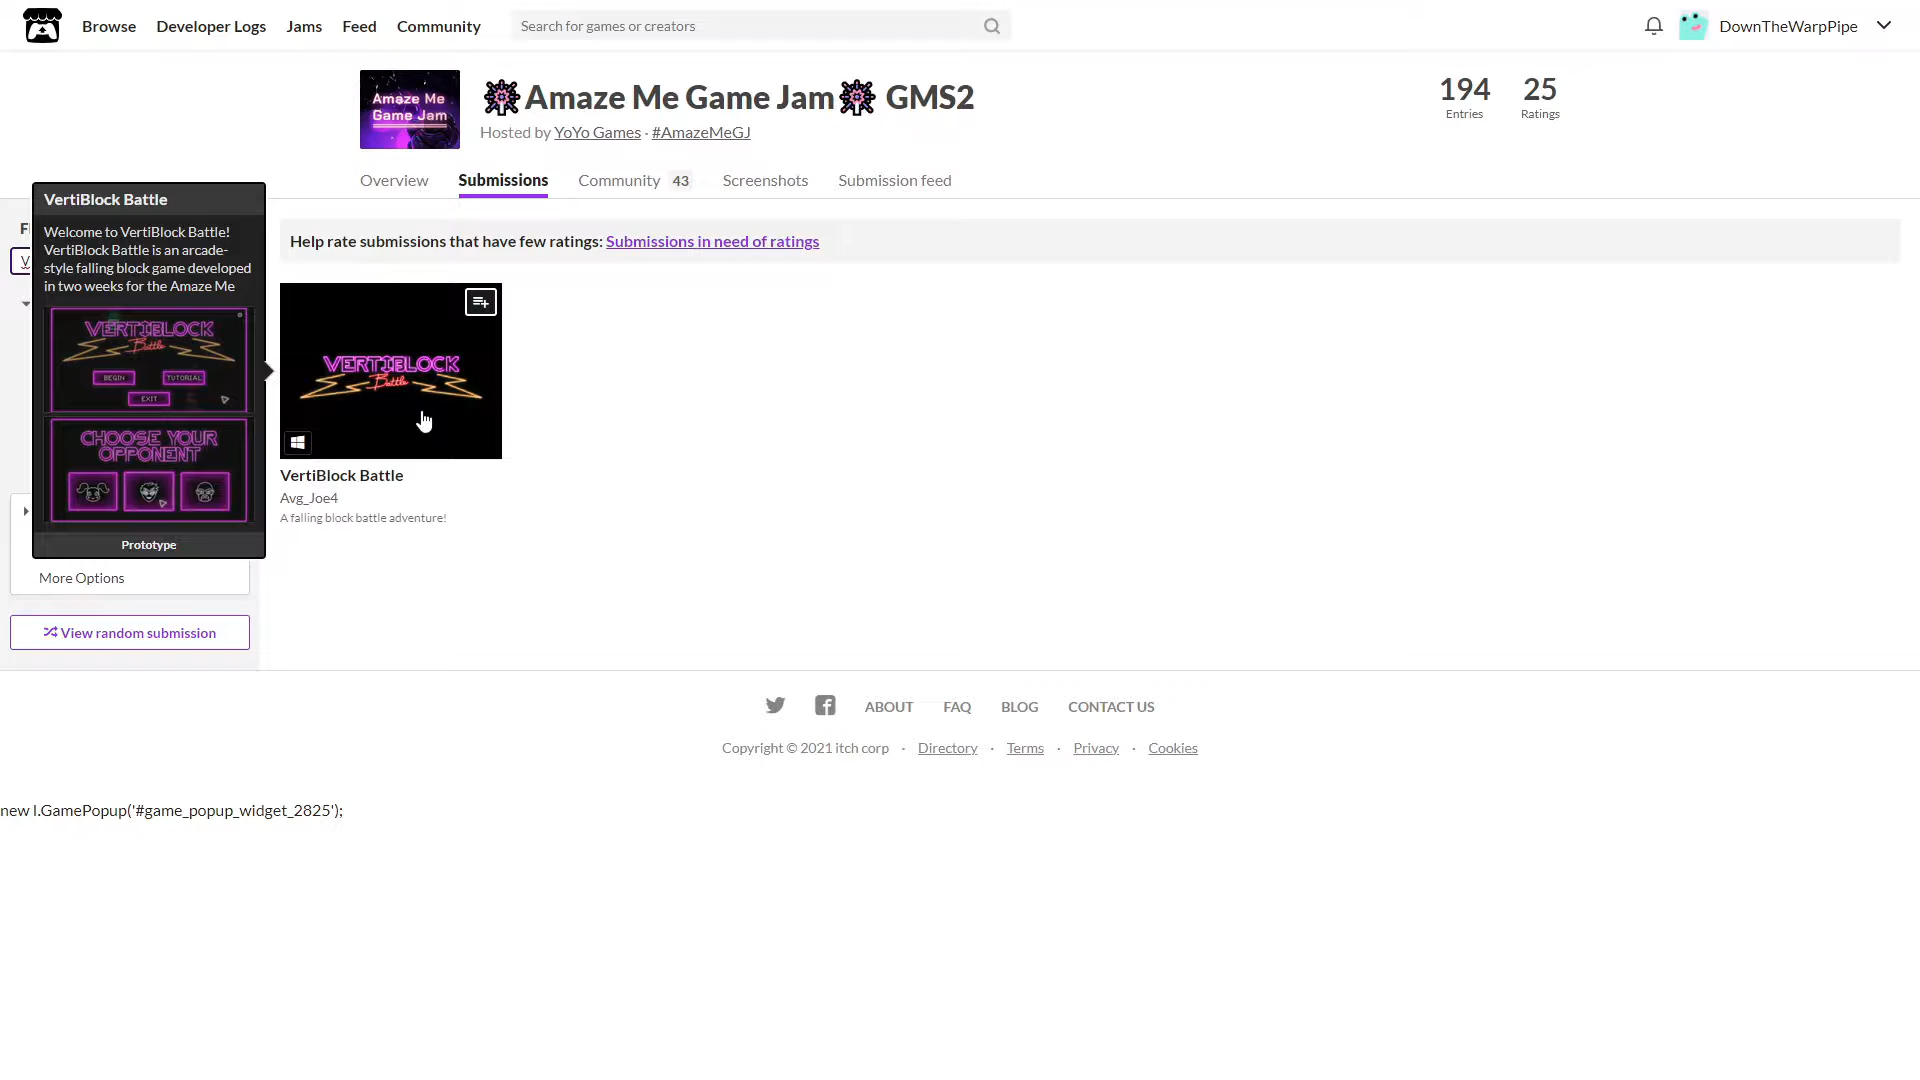 Browse
Developer Logs
Jams
Feed
Community
Search for games or creators
DownTheWarpPipe
Amaze Me
Game Jam
Amaze Me Game Jam GMS2
Hosted by YoYo Games · #AmazeMeGJ
194
Entries
25
Ratings
Overview
Submissions
Community 43
Screenshots
Submission feed
VertiBlock Battle
Welcome to VertiBlock Battle!
VertiBlock Battle is an arcade-
style falling block game developed
in two weeks for the Amaze Me
VERTIBLOCK
Battle
BEGIN
TUTORIAL
EXIT
CHOOSE YOUR
OPPONENT
Prototype
More Options
View random submission
Help rate submissions that have few ratings: Submissions in need of ratings
VERTIBLOCK
Battle
VertiBlock Battle
Avg_Joe4
A falling block battle adventure!
ABOUT
FAQ
BLOG
CONTACT US
Copyright © 2021 itch corp · Directory · Terms · Privacy · Cookies
new I.GamePopup('#game_popup_widget_2825');